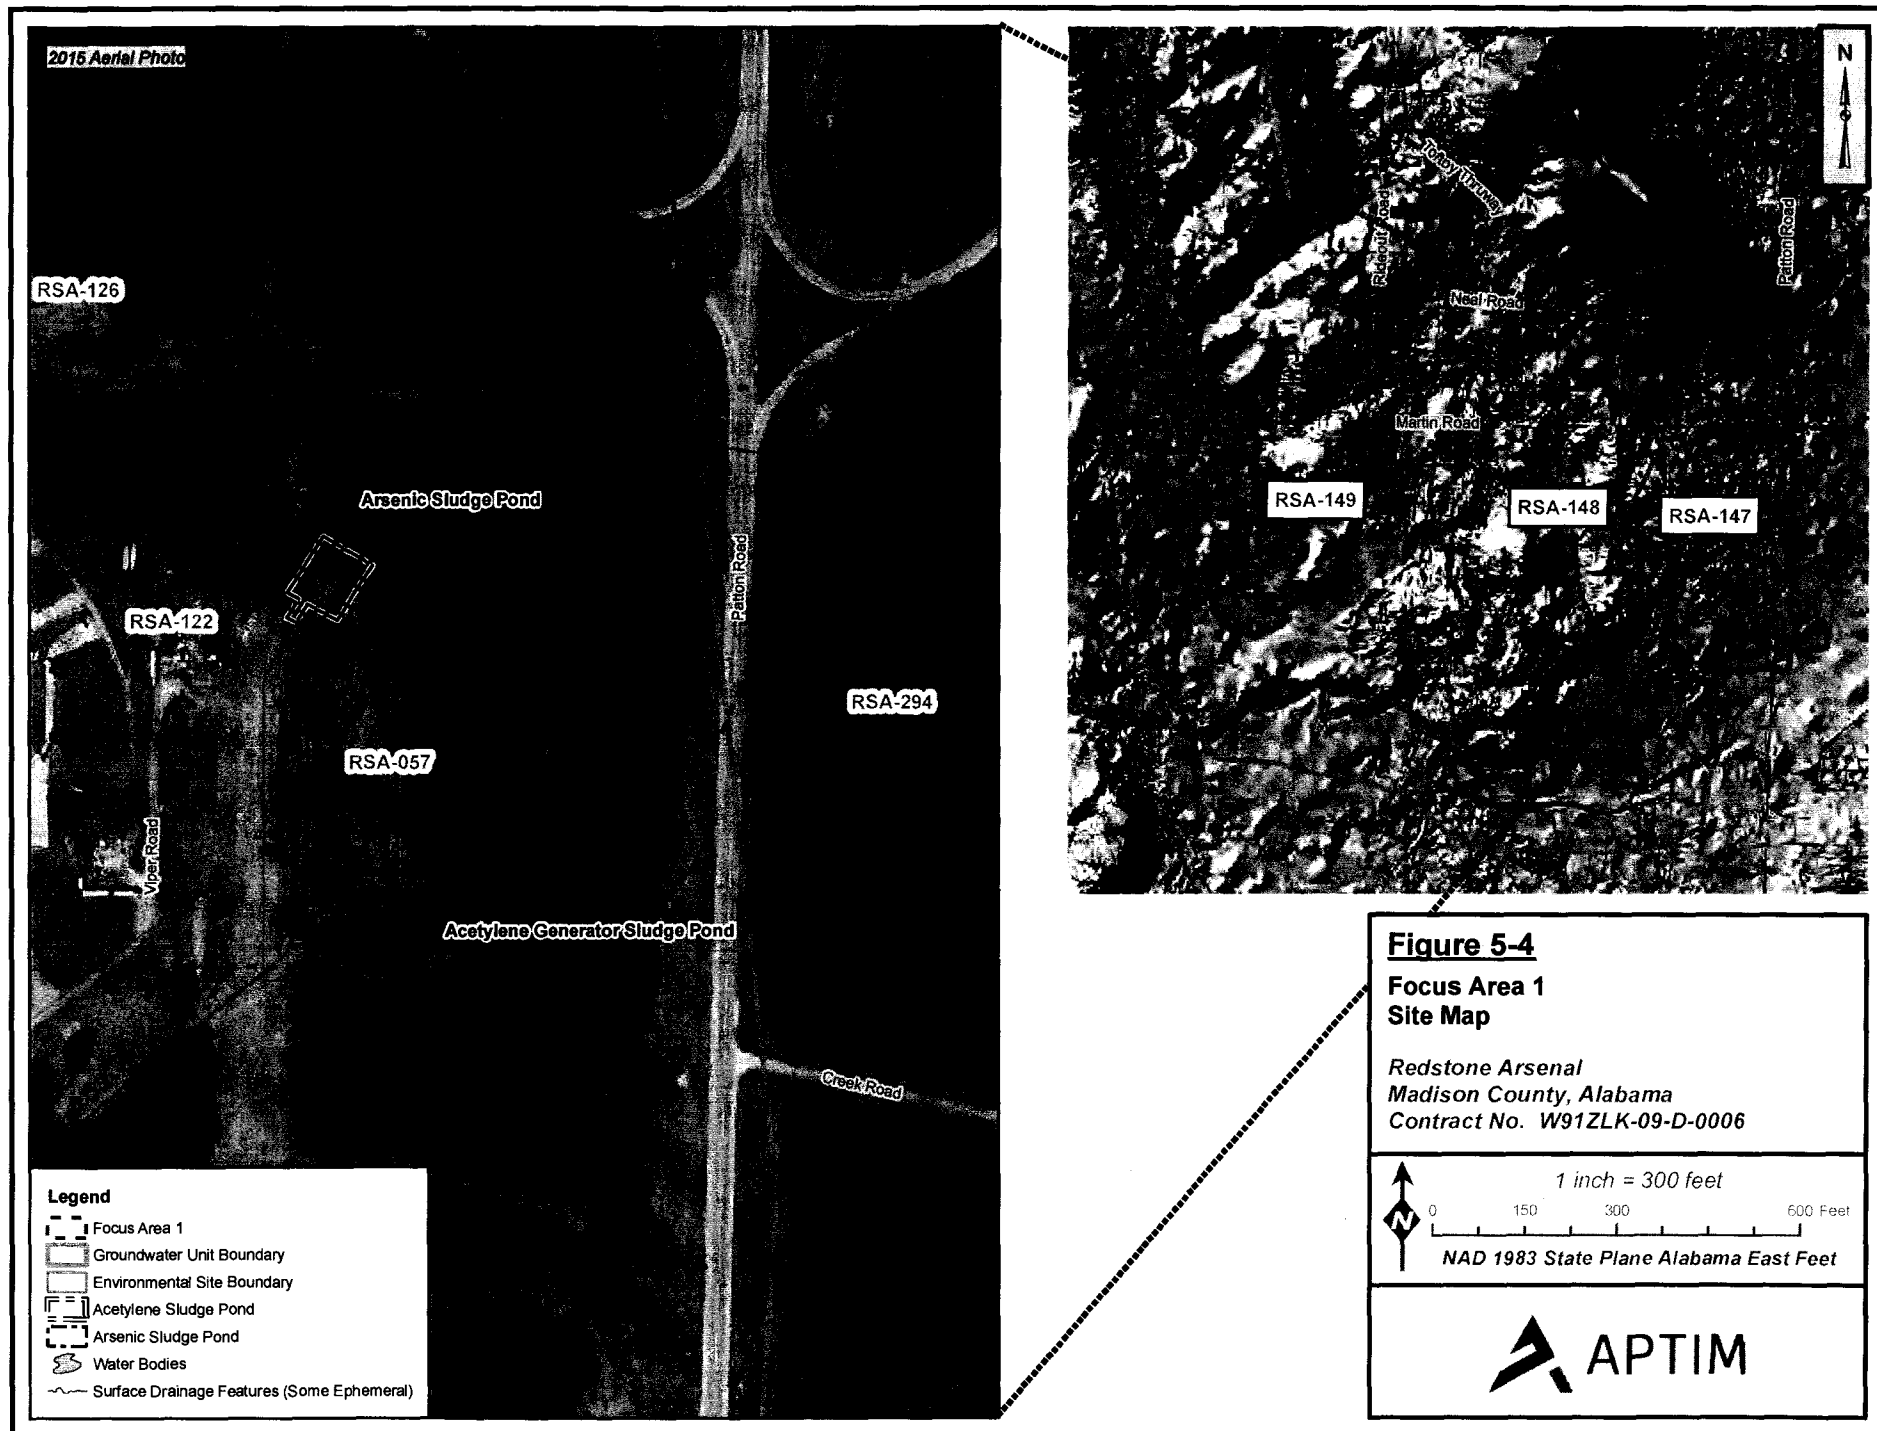 2015 Aerial Photo
RSA-126
Arsenic Sludge Pond
RSA-122
Patton Road
RSA-294
RSA-057
Viper Road
Acetylene Generator Sludge Pond
Creek Road
Legend
Focus Area 1
Groundwater Unit Boundary
Environmental Site Boundary
Acetylene Sludge Pond
Arsenic Sludge Pond
Water Bodies
Surface Drainage Features (Some Ephemeral)
N
Toftoy Thruway
Rideout Road
Patton Road
Neal Road
Martin Road
RSA-149
RSA-148
RSA-147
Figure 5-4
Focus Area 1
Site Map
Redstone Arsenal
Madison County, Alabama
Contract No. W91ZLK-09-D-0006
N
1 inch = 300 feet
0 150 300 600 Feet
NAD 1983 State Plane Alabama East Feet
APTIM